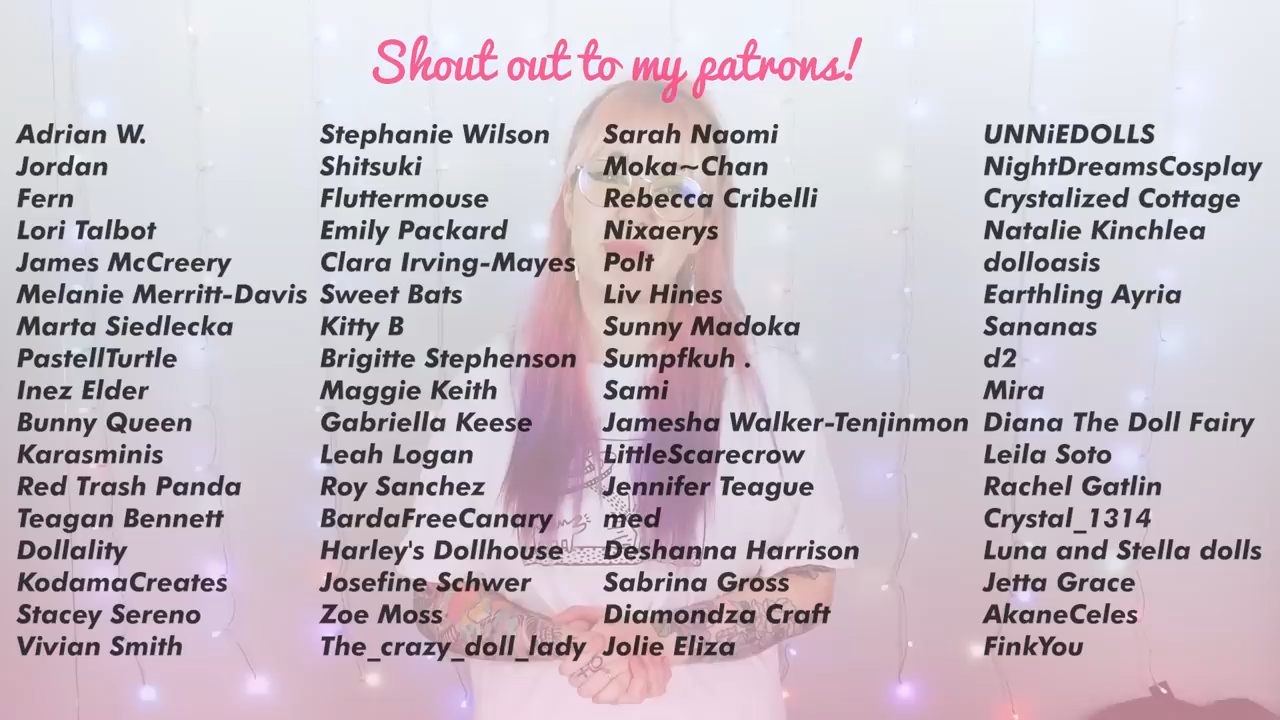 Shout out to my patrons!
Adrian W.
Jordan
Fern
Lori Talbot
James McCreery
Melanie Merritt-Davis
Marta Siedlecka
PastellTurtle
Inez Elder
Bunny Queen
Karasminis
Red Trash Panda
Teagan Bennett
Dollality
KodamaCreates
Stacey Sereno
Vivian Smith
Stephanie Wilson
Shitsuki
Fluttermouse
Emily Packard
Clara Irving-Mayes
Sweet Bats
Kitty B
Brigitte Stephenson
Maggie Keith
Gabriella Keese
Leah Logan
Roy Sanchez
BardaFreeCanary
Harley's Dollhouse
Josefine Schwer
Zoe Moss
The_crazy_doll_lady
Sarah Naomi
Moka~Chan
Rebecca Cribelli
Nixaerys
Polt
Liv Hines
Sunny Madoka
Sumpfkuh .
Sami
Jamesha Walker-Tenjinmon
LittleScarecrow
Jennifer Teague
med
Deshanna Harrison
Sabrina Gross
Diamondza Craft
Jolie Eliza
UNNiEDOLLS
NightDreamsCosplay
Crystalized Cottage
Natalie Kinchlea
dolloasis
Earthling Ayria
Sananas
d2
Mira
Diana The Doll Fairy
Leila Soto
Rachel Gatlin
Crystal_1314
Luna and Stella dolls
Jetta Grace
AkaneCeles
FinkYou